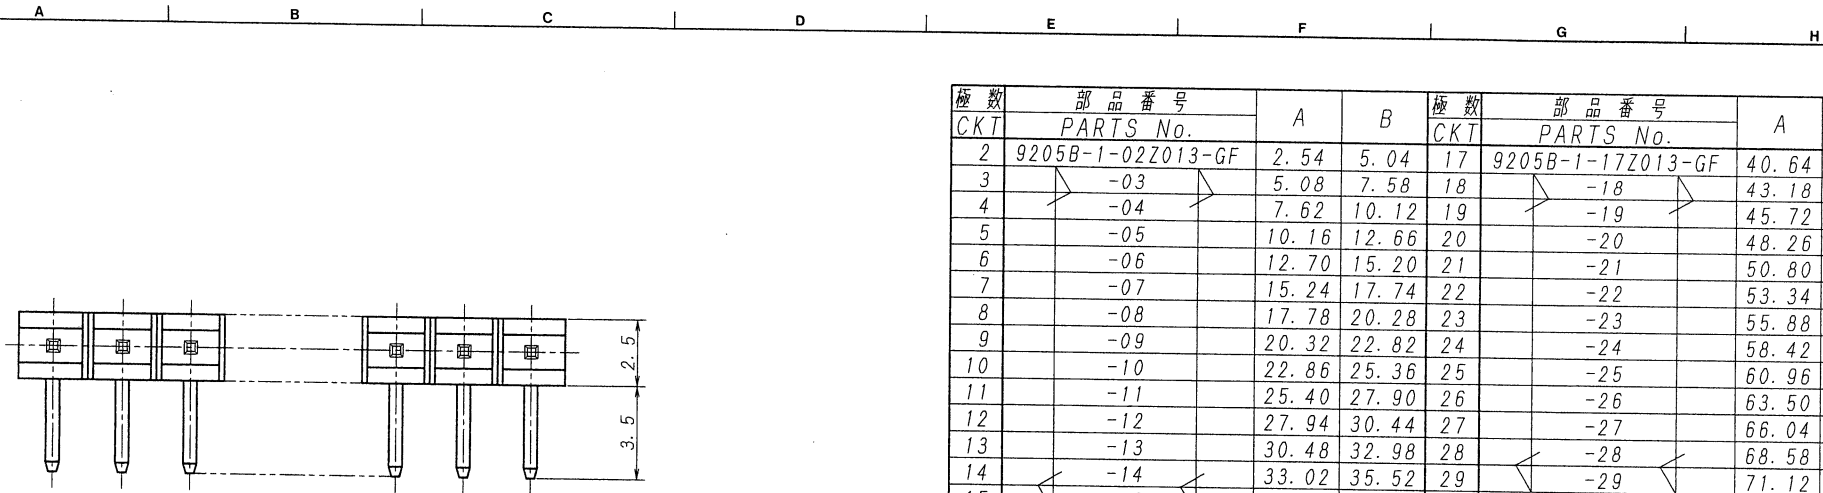 A B C D E F G H
極数 部品番号 A B 極数 部品番号 A
CKT PARTS No. CKT PARTS No.
2 9205B-1-02Z013-GF 2.54 5.04 17 9205B-1-17Z013-GF 40.64
3 -03 5.08 7.58 18 -18 43.18
4 -04 7.62 10.12 19 -19 45.72
5 -05 10.16 12.66 20 -20 48.26
6 -06 12.70 15.20 21 -21 50.80
7 -07 15.24 17.74 22 -22 53.34
8 -08 17.78 20.28 23 -23 55.88
9 -09 20.32 22.82 24 -24 58.42
10 -10 22.86 25.36 25 -25 60.96
11 -11 25.40 27.90 26 -26 63.50
12 -12 27.94 30.44 27 -27 66.04
13 -13 30.48 32.98 28 -28 68.58
14 -14 33.02 35.52 29 -29 71.12
2.5
3.5